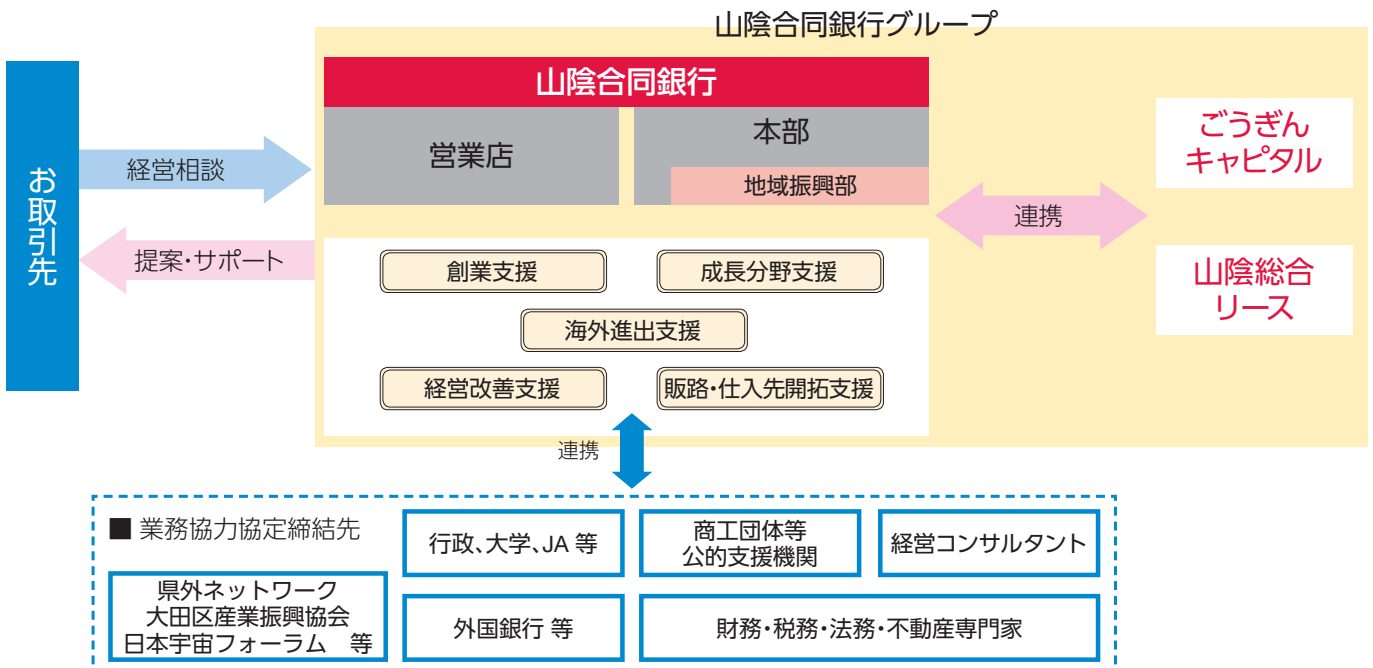 山陰合同銀行グループ
お取引先
経営相談
提案・サポート
山陰合同銀行
営業店
本部
地域振興部
創業支援
成長分野支援
海外進出支援
経営改善支援
販路・仕入先開拓支援
連携
ごうぎん
キャピタル
山陰総合
リース
連携
■ 業務協力協定締結先
行政、大学、JA 等
商工団体等
公的支援機関
経営コンサルタント
県外ネットワーク
大田区産業振興協会
日本宇宙フォーラム 等
外国銀行 等
財務・税務・法務・不動産専門家